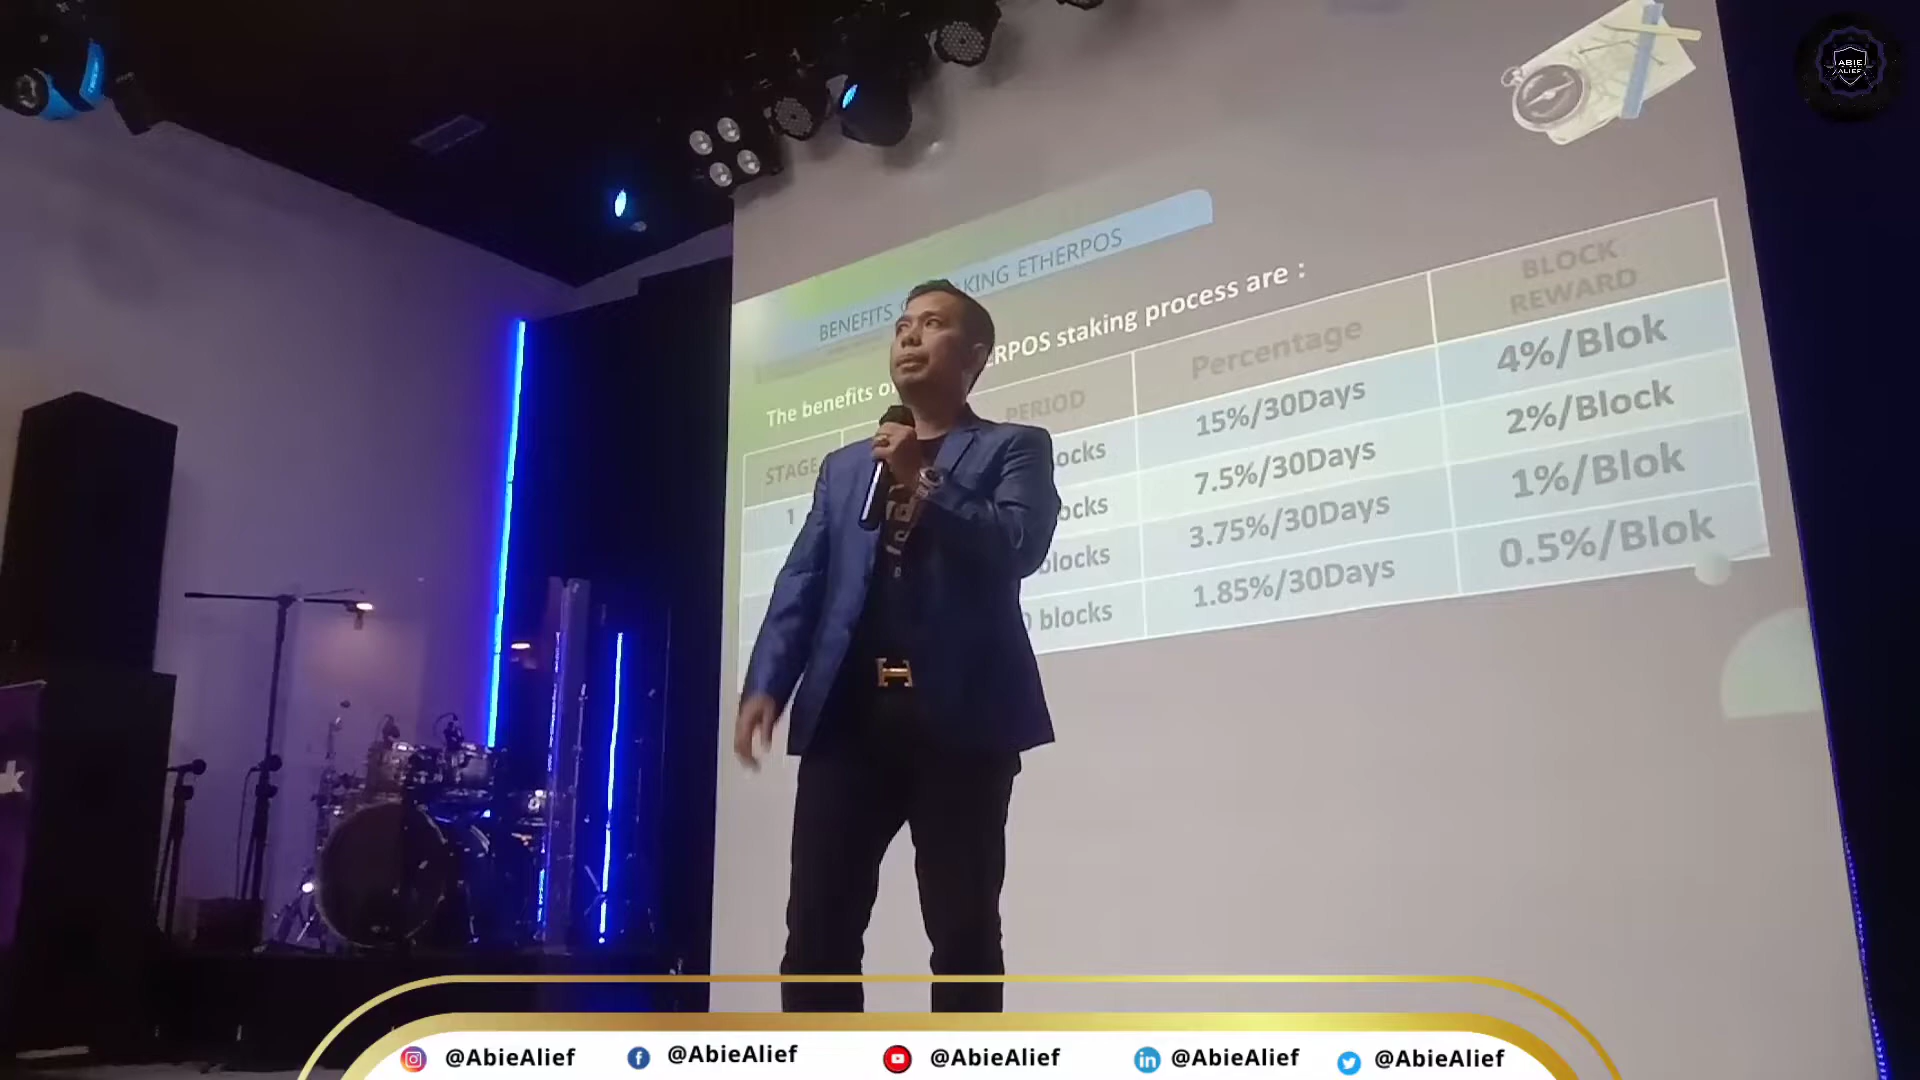 ABIE
ALIEF
BENEFITS
KING ETHERPOS
The benefits
RPOS staking process are :
STAGE
PERIOD
Percentage
BLOCK
REWARD
1
ocks
15%/30Days
4%/Blok
ocks
7.5%/30Days
2%/Block
blocks
3.75%/30Days
1%/Blok
0 blocks
1.85%/30Days
0.5%/Blok
k
@AbieAlief
@AbieAlief
@AbieAlief
@AbieAlief
@AbieAlief